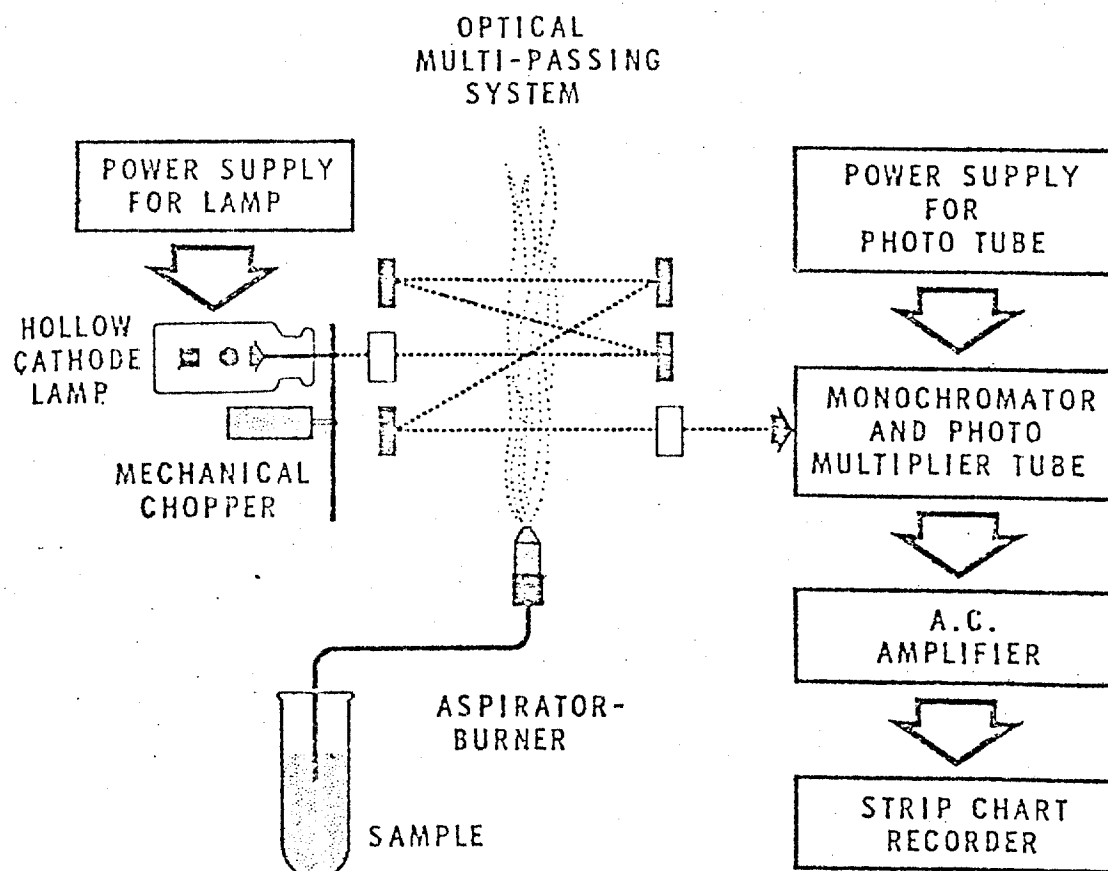 OPTICAL
MULTI-PASSING
SYSTEM
POWER SUPPLY
FOR LAMP
POWER SUPPLY
FOR
PHOTO TUBE
HOLLOW
CATHODE
LAMP
MECHANICAL
CHOPPER
MONOCHROMATOR
AND PHOTO
MULTIPLIER TUBE
A.C.
AMPLIFIER
ASPIRATOR-
BURNER
SAMPLE
STRIP CHART
RECORDER